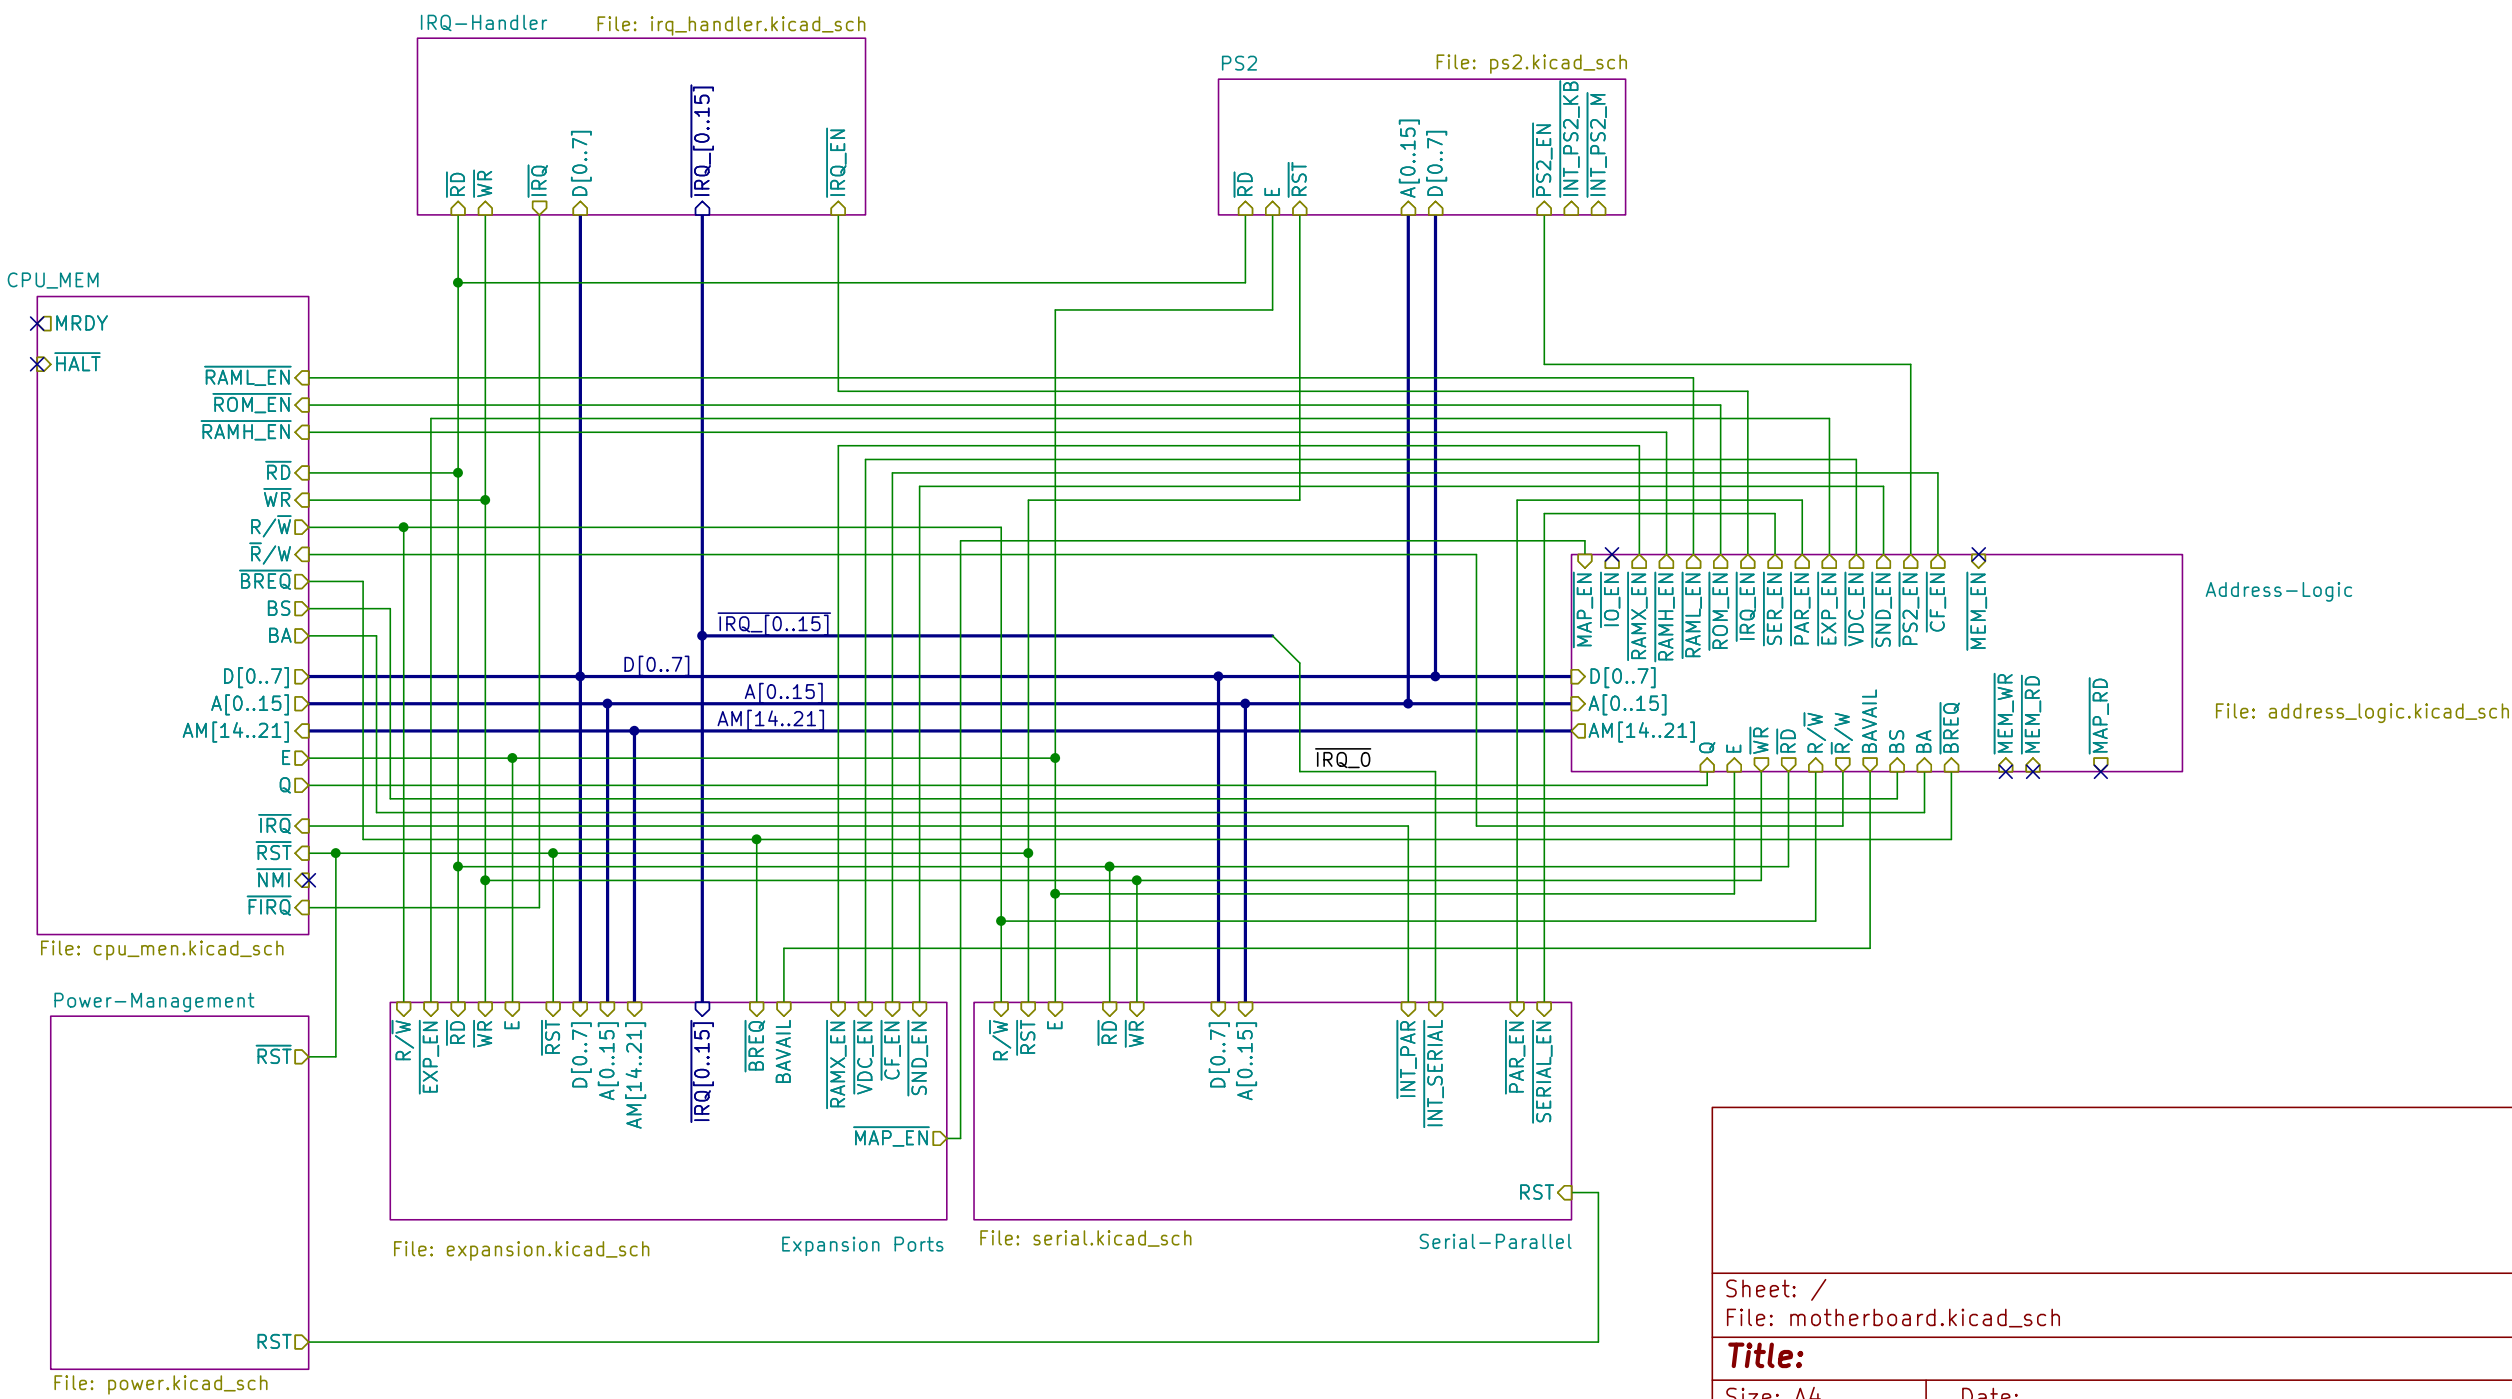 IRQ-Handler
File: irq_handler.kicad_sch
RD
WR
IRQ
D[0..7]
IRQ_[0..15]
IRQ_EN
PS2
File: ps2.kicad_sch
RD
E
RST
A[0..15]
D[0..7]
PS2_EN
INT_PS2_KB
INT_PS2_M
CPU_MEM
MRDY
HALT
RAML_EN
ROM_EN
RAMH_EN
RD
WR
R/W
R/W
BREQ
BS
BA
D[0..7]
A[0..15]
AM[14..21]
E
Q
IRQ
RST
NMI
FIRQ
File: cpu_men.kicad_sch
IRQ_[0..15]
D[0..7]
A[0..15]
AM[14..21]
IRQ_0
MAP_EN
IO_EN
RAMX_EN
RAMH_EN
RAML_EN
ROM_EN
IRQ_EN
SER_EN
PAR_EN
EXP_EN
VDC_EN
SND_EN
PS2_EN
CF_EN
MEM_EN
D[0..7]
A[0..15]
AM[14..21]
Q
E
WR
RD
R/W
R/W
BAVAIL
BS
BA
BREQ
MEM_WR
MEM_RD
MAP_RD
Address-Logic
File: address_logic.kicad_sch
Power-Management
RST
RST
File: power.kicad_sch
R/W
EXP_EN
RD
WR
E
RST
D[0..7]
A[0..15]
AM[14..21]
IRQ[0..15]
BREQ
BAVAIL
RAMX_EN
VDC_EN
CF_EN
SND_EN
MAP_EN
File: expansion.kicad_sch
Expansion Ports
R/W
RST
E
RD
WR
D[0..7]
A[0..15]
INT_PAR
INT_SERIAL
PAR_EN
SERIAL_EN
RST
File: serial.kicad_sch
Serial-Parallel
Sheet: /
File: motherboard.kicad_sch
Title:
Size: A4
Date: